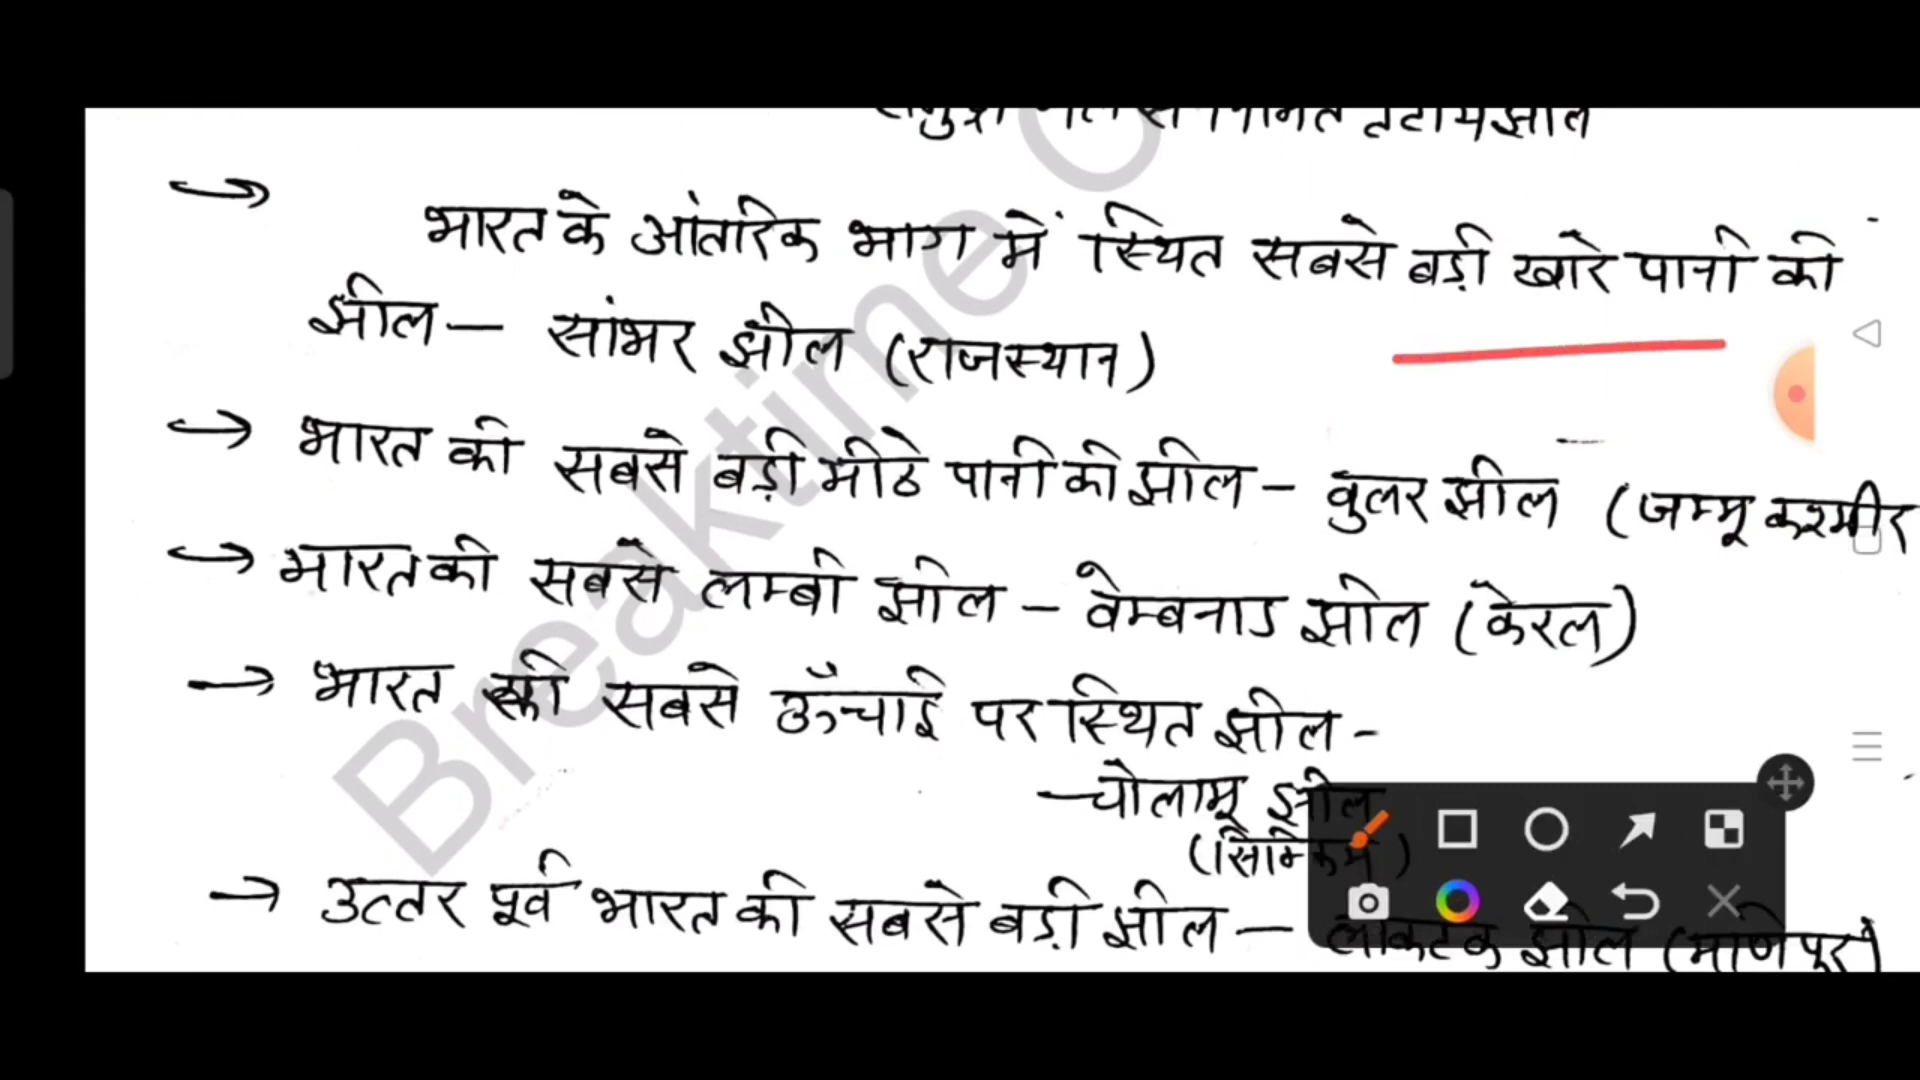 भारत के आंतरिक भाग में स्थित सबसे बड़ी खारे पानी की
झील – सांभर झील (राजस्थान)
→ भारत की सबसे बड़ी मीठे पानी की झील – वुलर झील (जम्मू कश्मीर
→ भारत की सबसे लम्बी झील – वेम्बनाड झील (केरल)
→ भारत की सबसे ऊँचाई पर स्थित झील –
– चोलामू झील
(सिक्किम)
→ उत्तर पूर्व भारत की सबसे बड़ी झील – लोकटक झील (मणिपुर)
Breaktime